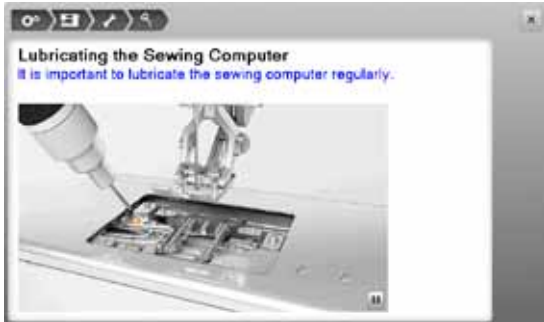 Lubricating the Sewing Computer
It is important to lubricate the sewing computer regularly.